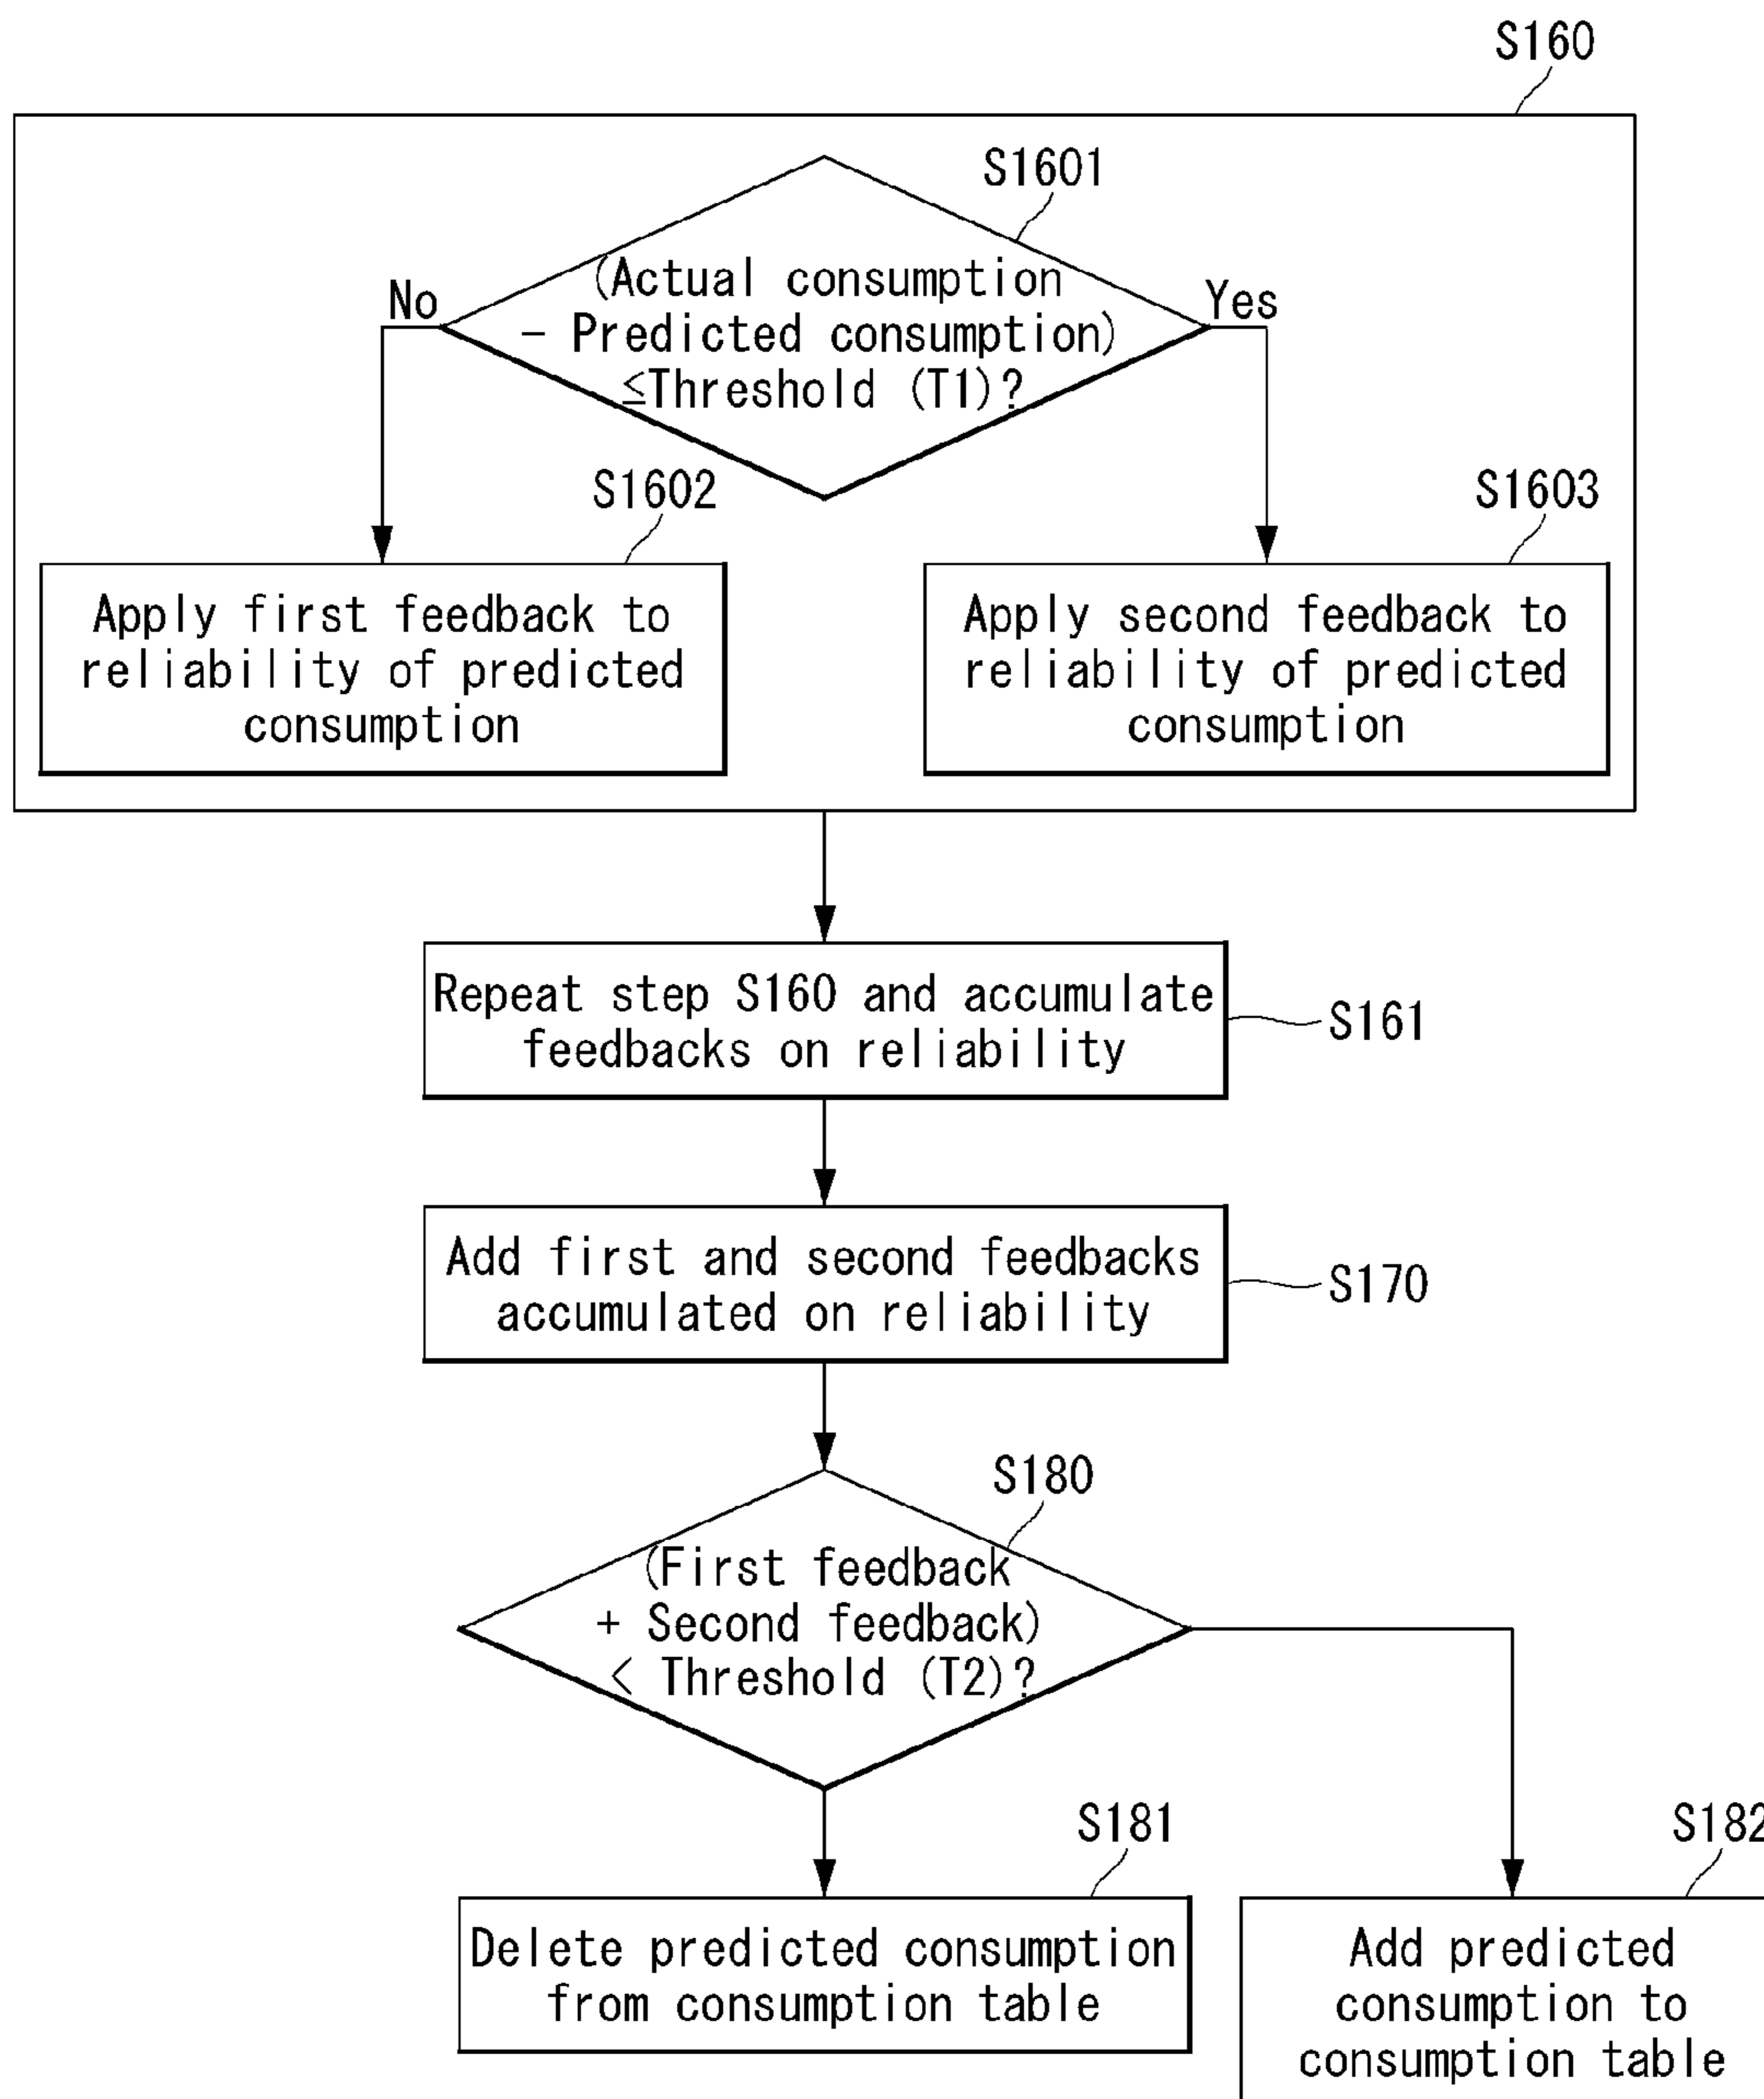 S160
S1601
(Actual consumption
- Predicted consumption)
≦Threshold (T1)?
No
Yes
S1602
S1603
Apply first feedback to
reliability of predicted
consumption
Apply second feedback to
reliability of predicted
consumption
Repeat step S160 and accumulate
feedbacks on reliability
S161
Add first and second feedbacks
accumulated on reliability
S170
S180
(First feedback
+ Second feedback)
< Threshold (T2)?
S181
S182
Delete predicted consumption
from consumption table
Add predicted
consumption to
consumption table